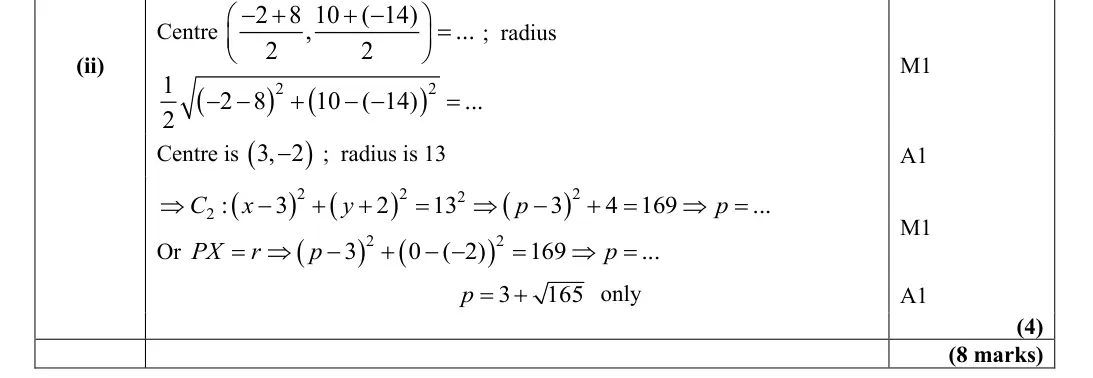 (ii)
Centre (−2+8/2, 10+(−14)/2) = ... ; radius
M1
1/2 √((−2−8)² + (10−(−14))²) = ...
Centre is (3,−2) ; radius is 13
A1
⇒ C₂ : (x−3)² + (y+2)² = 13² ⇒ (p−3)² + 4 = 169 ⇒ p = ...
M1
Or PX = r ⇒ (p−3)² + (0−(−2))² = 169 ⇒ p = ...
p = 3 + √165 only
A1
(4)
(8 marks)